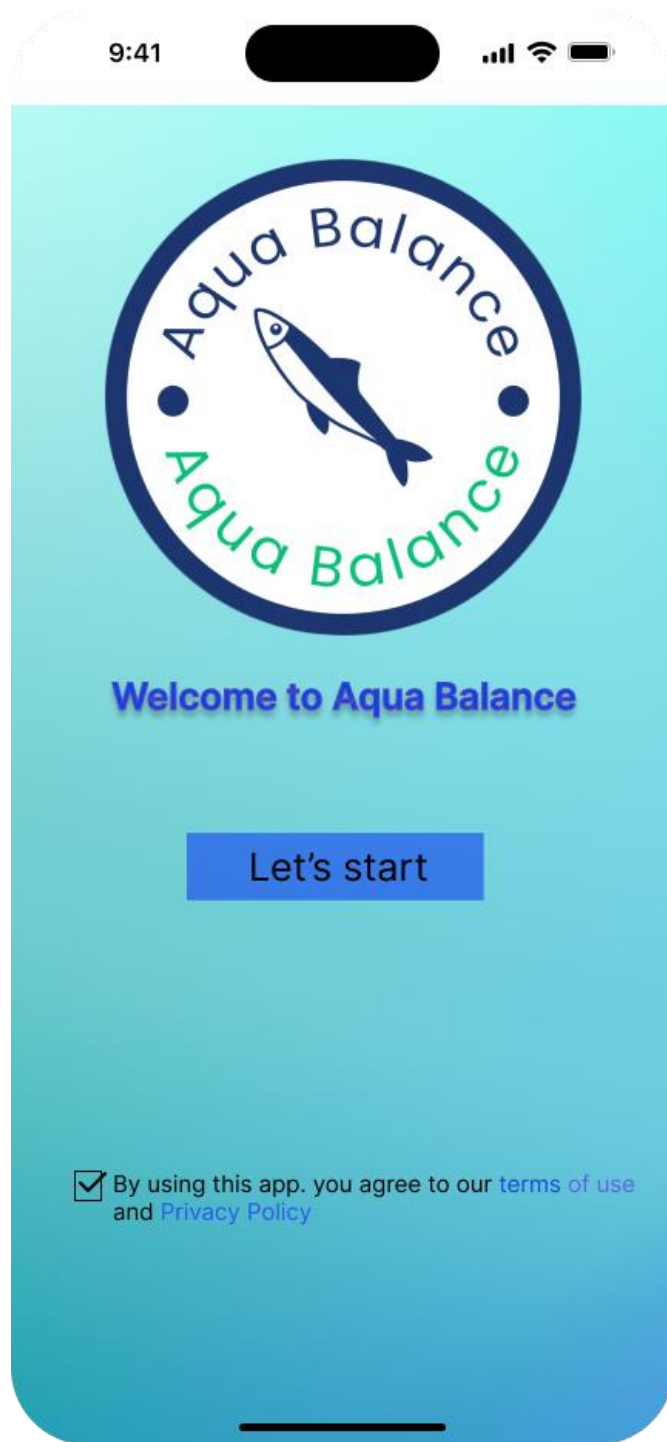 9:41
Aqua Balance
Aqua Balance
Welcome to Aqua Balance
Let's start
By using this app. you agree to our terms of use
and Privacy Policy